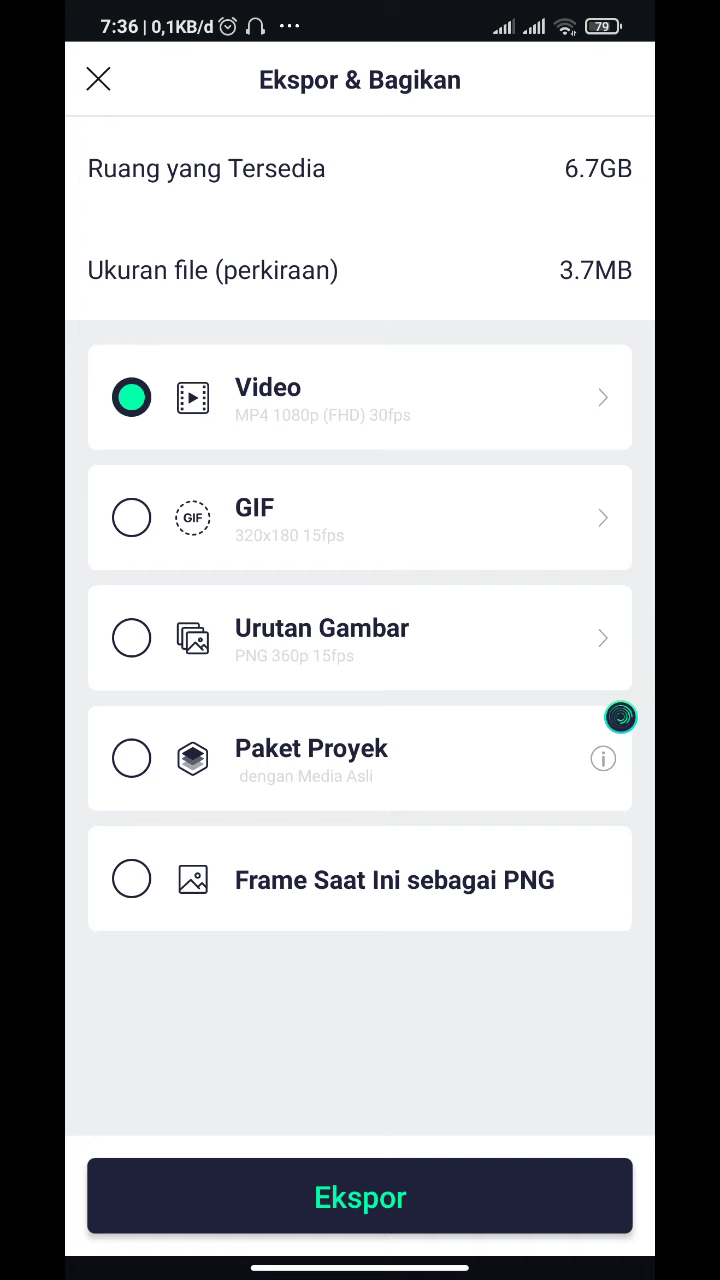 7:36 | 0,1KB/d ... 79
Ekspor & Bagikan
Ruang yang Tersedia 6.7GB
Ukuran file (perkiraan) 3.7MB
Video
MP4 1080p (FHD) 30fps
GIF GIF
320x180 15fps
Urutan Gambar
PNG 360p 15fps
Paket Proyek
dengan Media Asli
Frame Saat Ini sebagai PNG
Ekspor